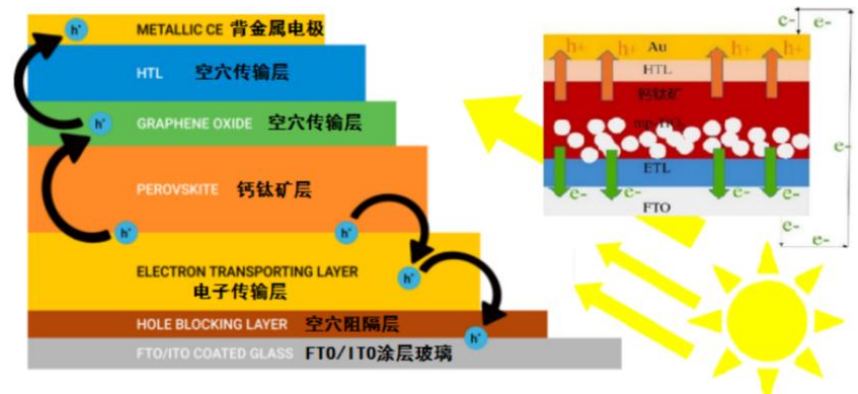 h+
METALLIC CE 背金属电极
HTL 空穴传输层
h+
GRAPHENE OXIDE 空穴传输层
PEROVSKITE 钙钛矿层
h+
h+
ELECTRON TRANSPORTING LAYER
h+
电子传输层
HOLE BLOCKING LAYER 空穴阻隔层
h+
FTO/ITO COATED GLASS FTO/ITO涂层玻璃
e- e-
h+ h+ Au h+ h+
HTL
钙钛矿
e-
ETL
e- e- e- e-
FTO
e-
e-